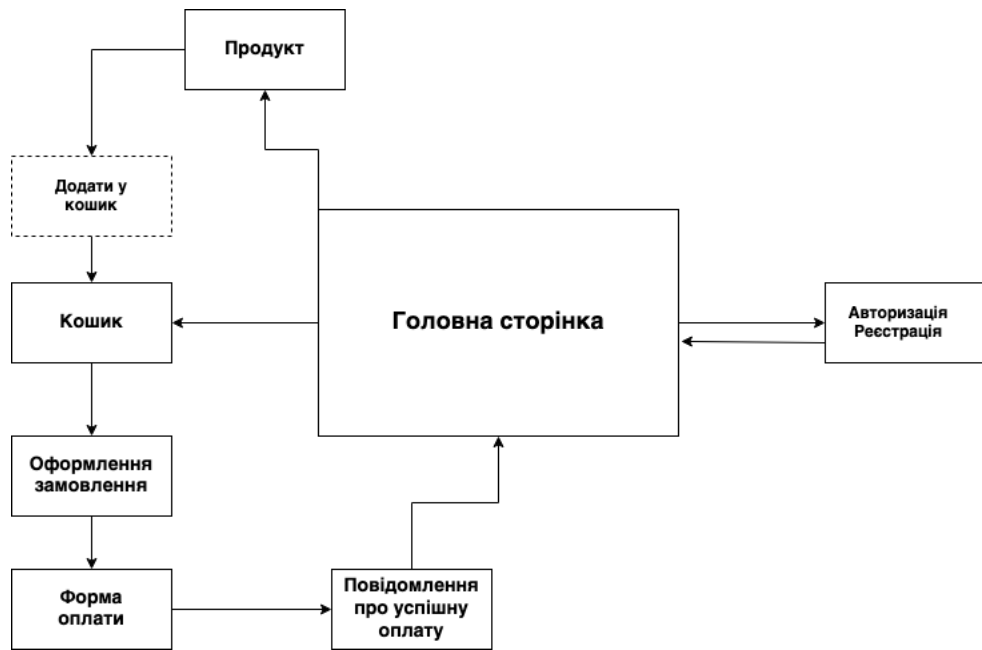 Продукт
Додати у
кошик
Кошик
Головна сторінка
Авторизація
Реєстрація
Оформлення
замовлення
Форма
оплати
Повідомлення
про успішну
оплату